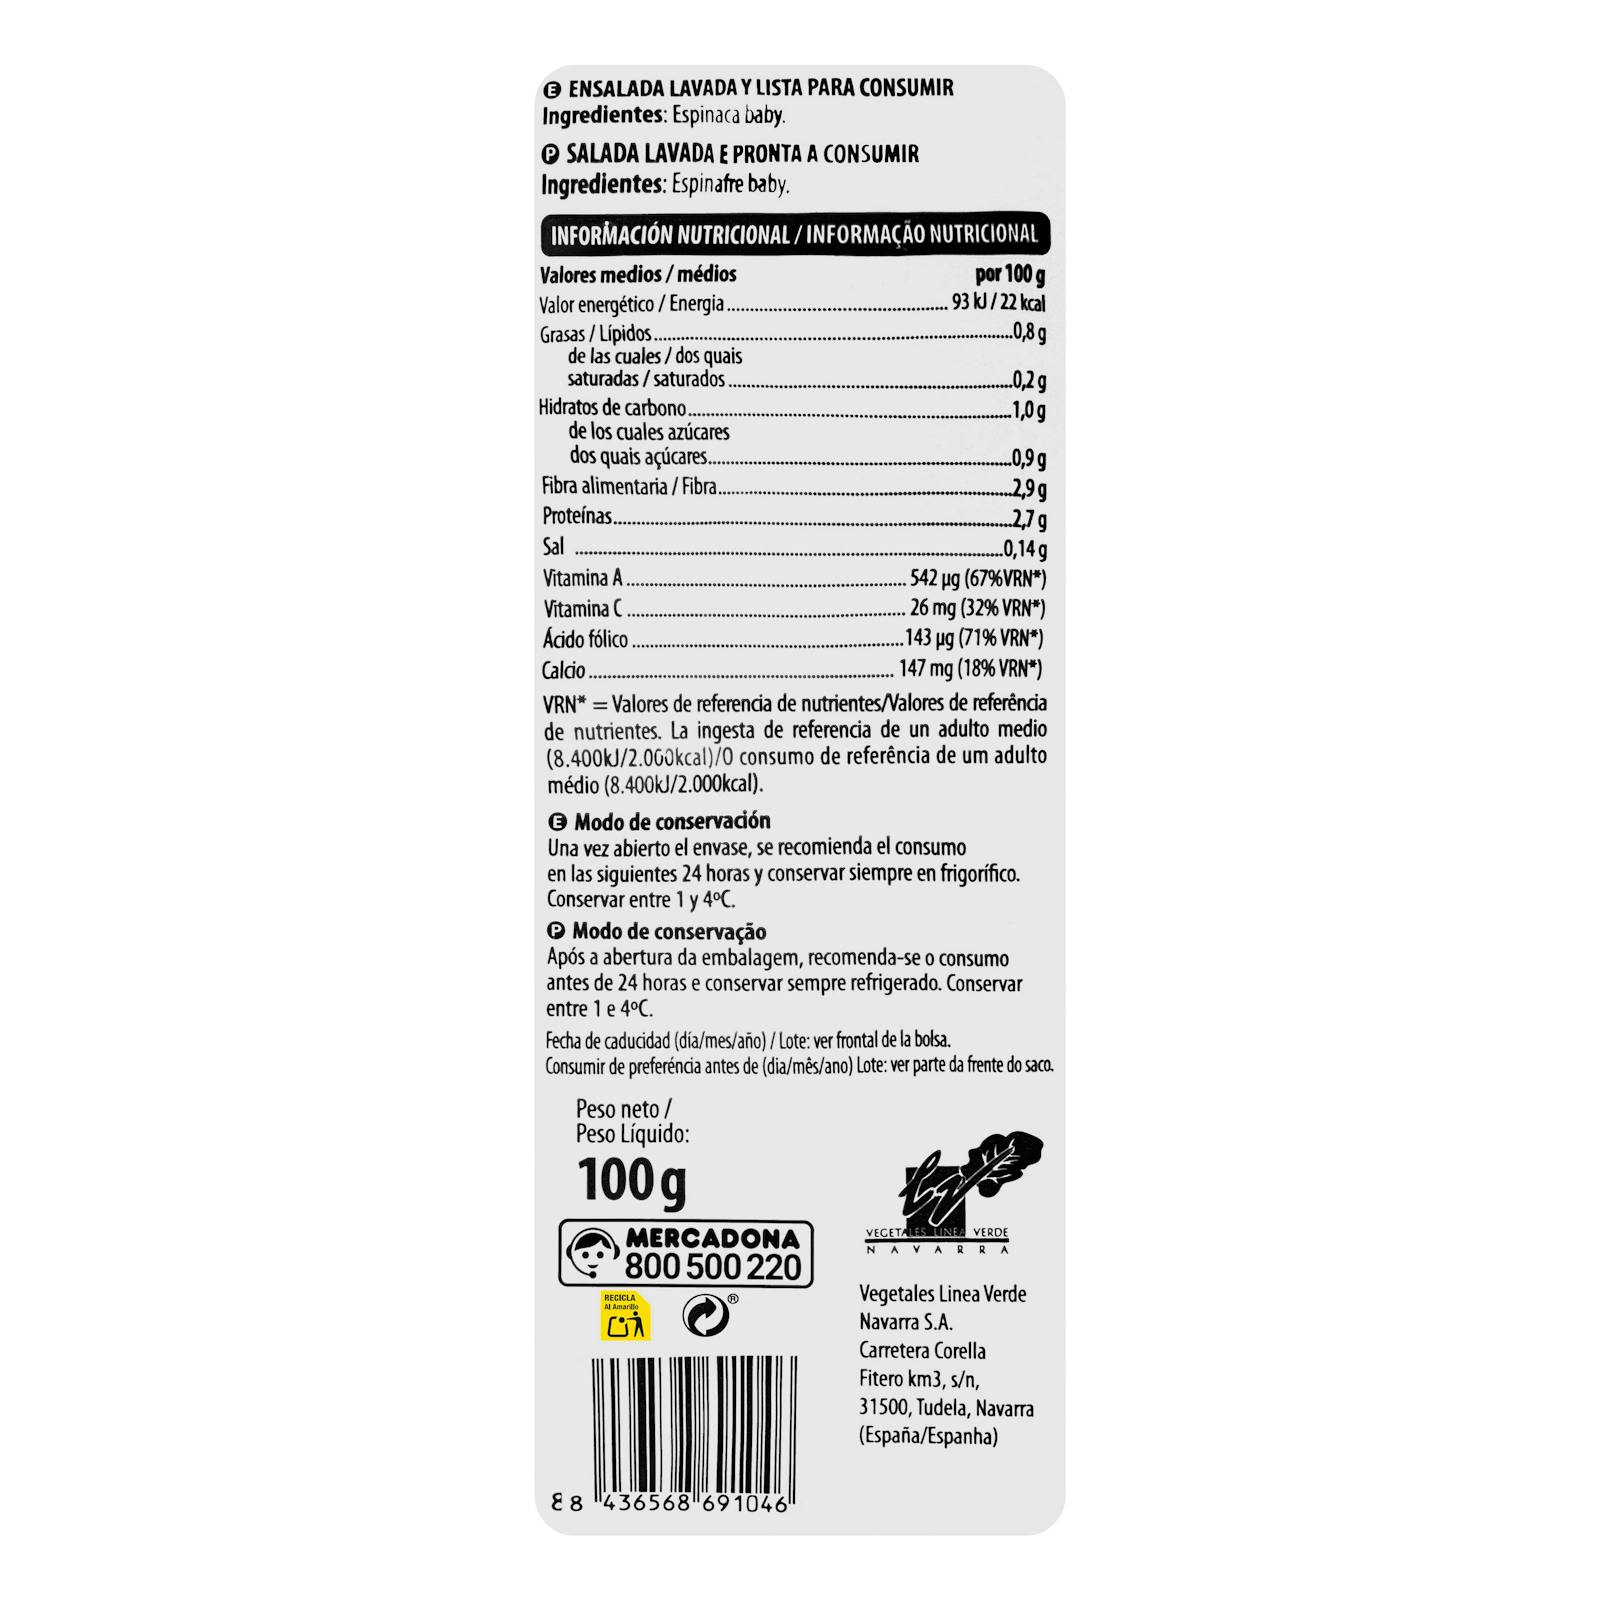 E ENSALADA LAVADA Y LISTA PARA CONSUMIR
Ingredientes: Espinaca baby.
P SALADA LAVADA E PRONTA A CONSUMIR
Ingredientes: Espinafre baby.
INFORMACIÓN NUTRICIONAL / INFORMAÇÃO NUTRICIONAL
Valores medios / médios por 100 g
Valor energético / Energia 93 kJ / 22 kcal
Grasas / Lípidos 0,8 g
de las cuales / dos quais
saturadas / saturados 0,2 g
Hidratos de carbono 1,0 g
de los cuales azúcares
dos quais açúcares 0,9 g
Fibra alimentaria / Fibra 2,9 g
Proteínas 2,7 g
Sal 0,14 g
Vitamina A 542 µg (67%VRN*)
Vitamina C 26 mg (32% VRN*)
Ácido fólico 143 µg (71% VRN*)
Calcio 147 mg (18% VRN*)
VRN* = Valores de referencia de nutrientes/Valores de referência
de nutrientes. La ingesta de referencia de un adulto medio
(8.400kJ/2.000kcal)/O consumo de referência de um adulto
médio (8.400kJ/2.000kcal).
E Modo de conservación
Una vez abierto el envase, se recomienda el consumo
en las siguientes 24 horas y conservar siempre en frigorífico.
Conservar entre 1 y 4ºC.
P Modo de conservação
Após a abertura da embalagem, recomenda-se o consumo
antes de 24 horas e conservar sempre refrigerado. Conservar
entre 1 e 4ºC.
Fecha de caducidad (día/mes/año) / Lote: ver frontal de la bolsa.
Consumir de preferéncia antes de (dia/mês/ano) Lote: ver parte da frente do saco.
Peso neto /
Peso Líquido:
100 g
MERCADONA
800 500 220
RECICLA
Al Amarillo
®
8 8 436568 691046
lv
VEGETALES LINEA VERDE
NAVARRA
Vegetales Linea Verde
Navarra S.A.
Carretera Corella
Fitero km3, s/n,
31500, Tudela, Navarra
(España/Espanha)